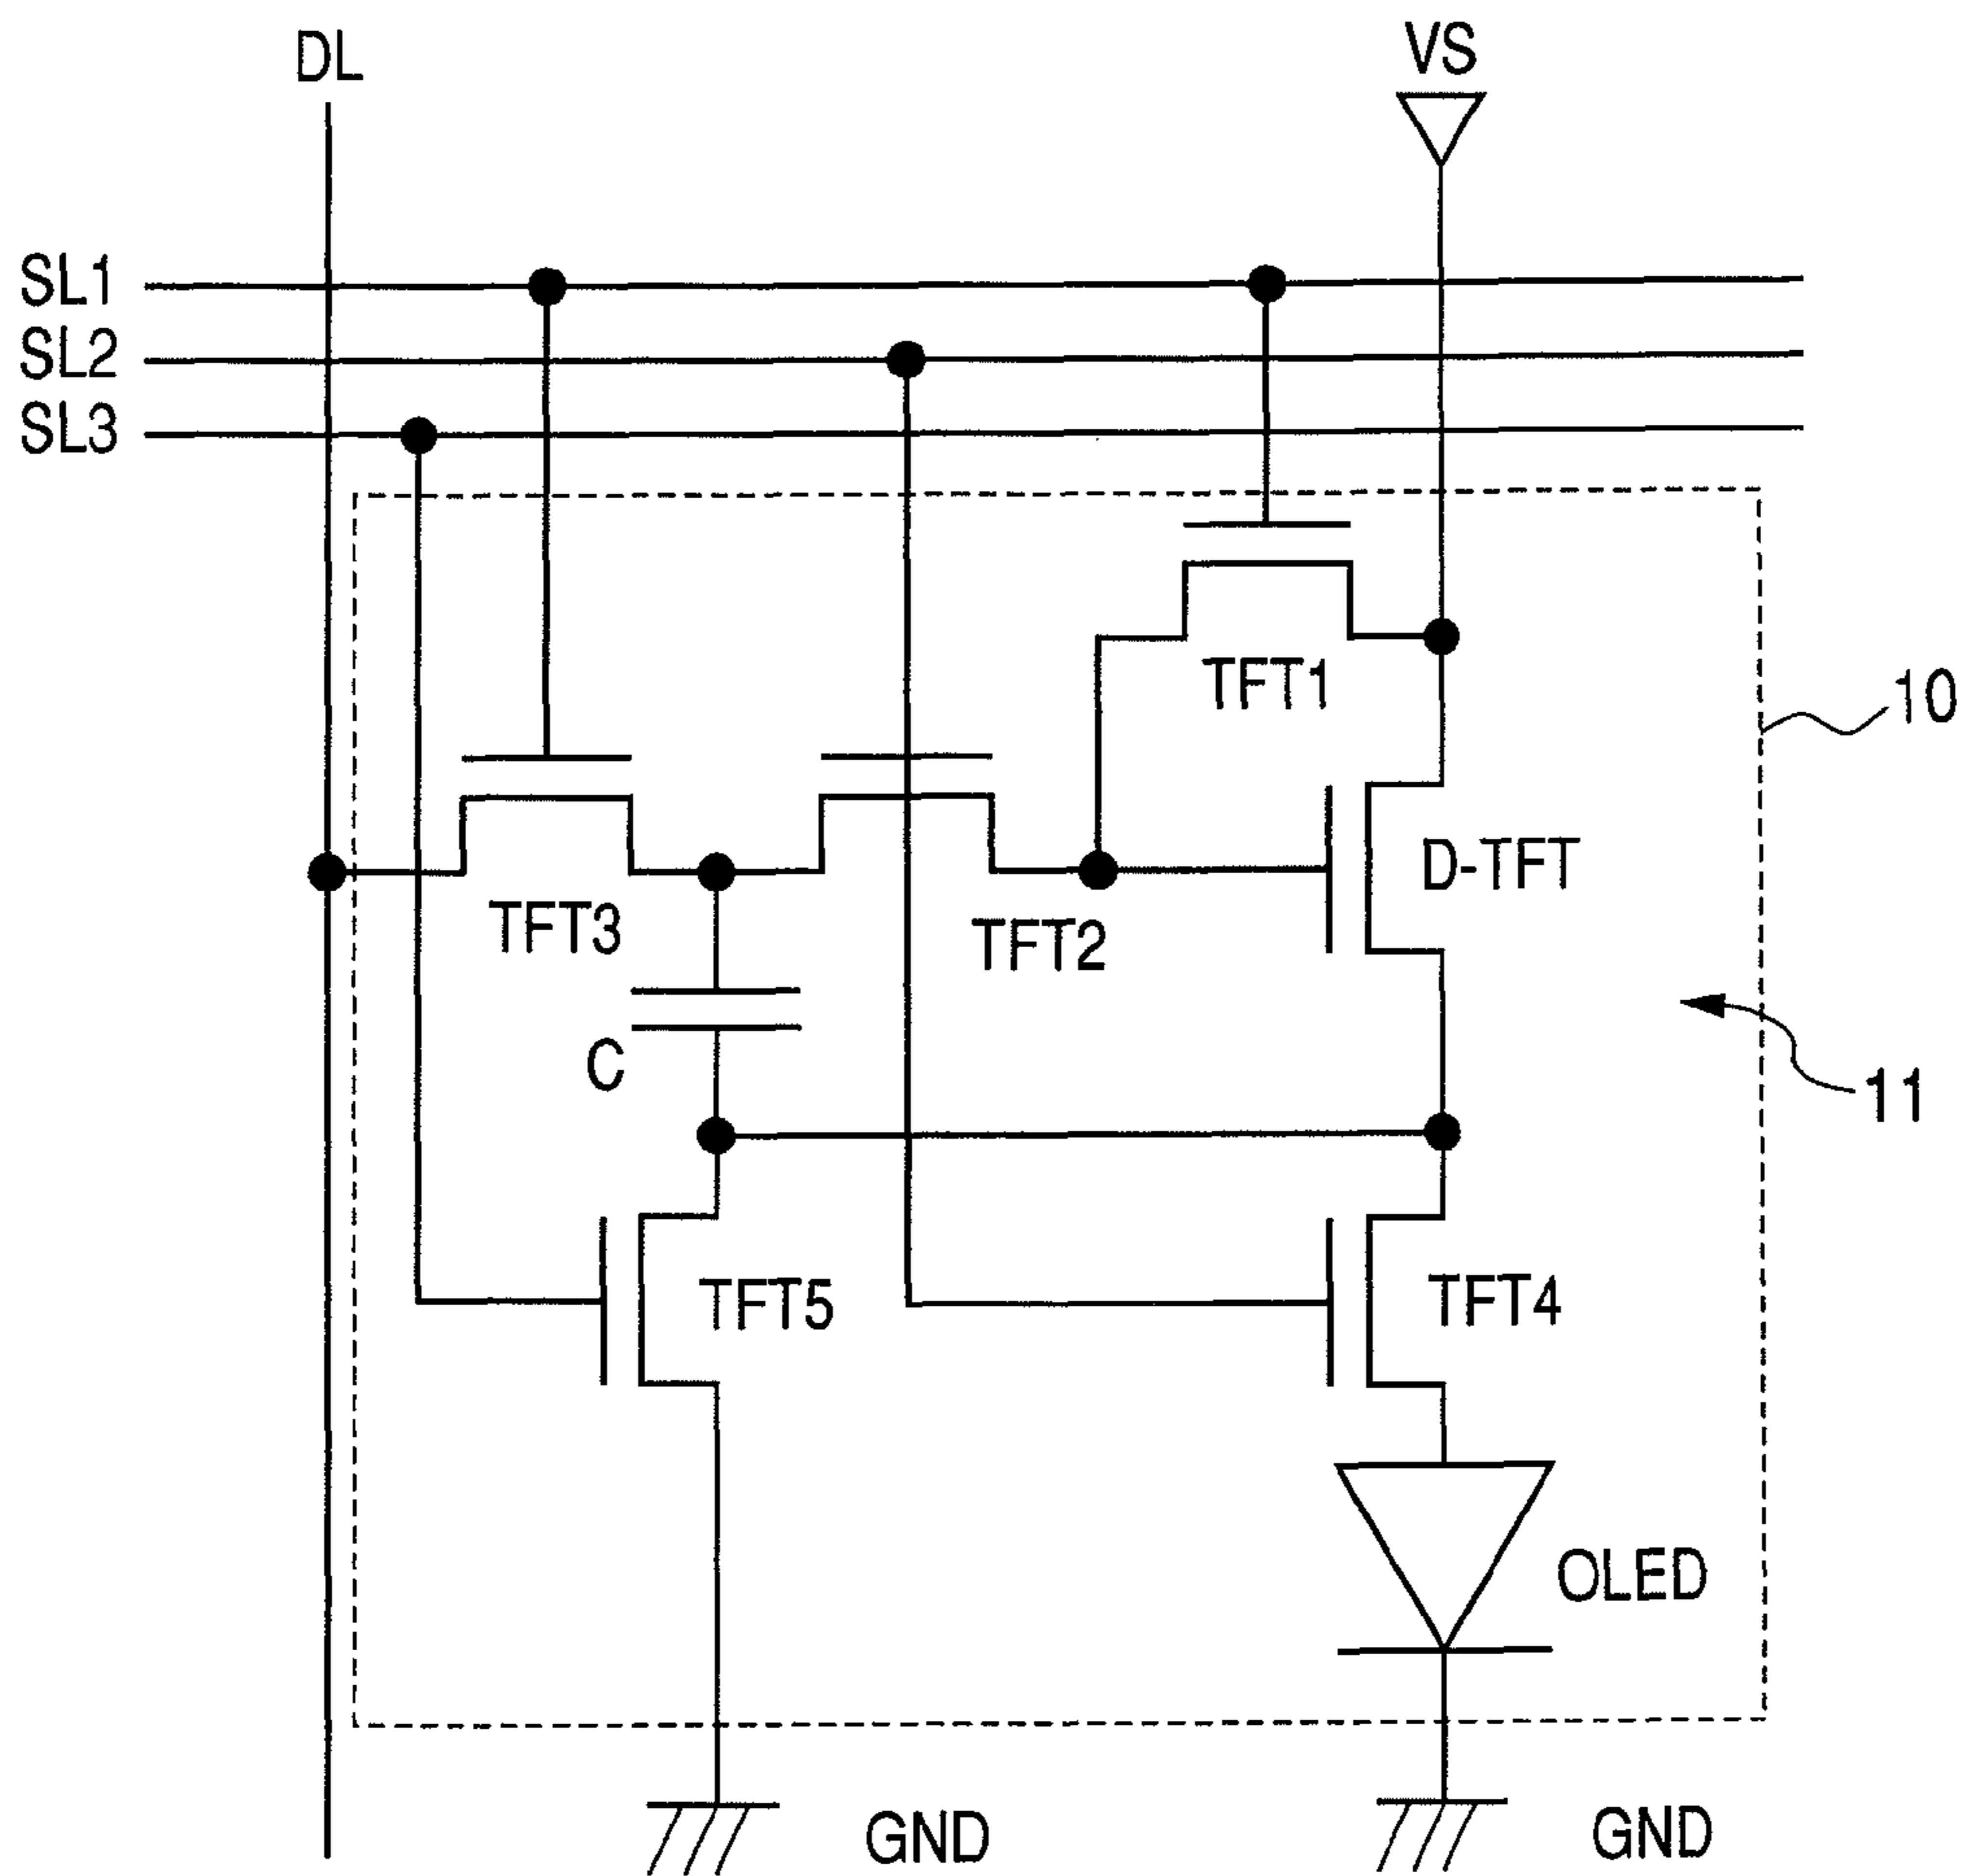 DL
VS
SL1
SL2
SL3
TFT1
10
D-TFT
TFT3
TFT2
C
11
TFT5
TFT4
OLED
GND
GND